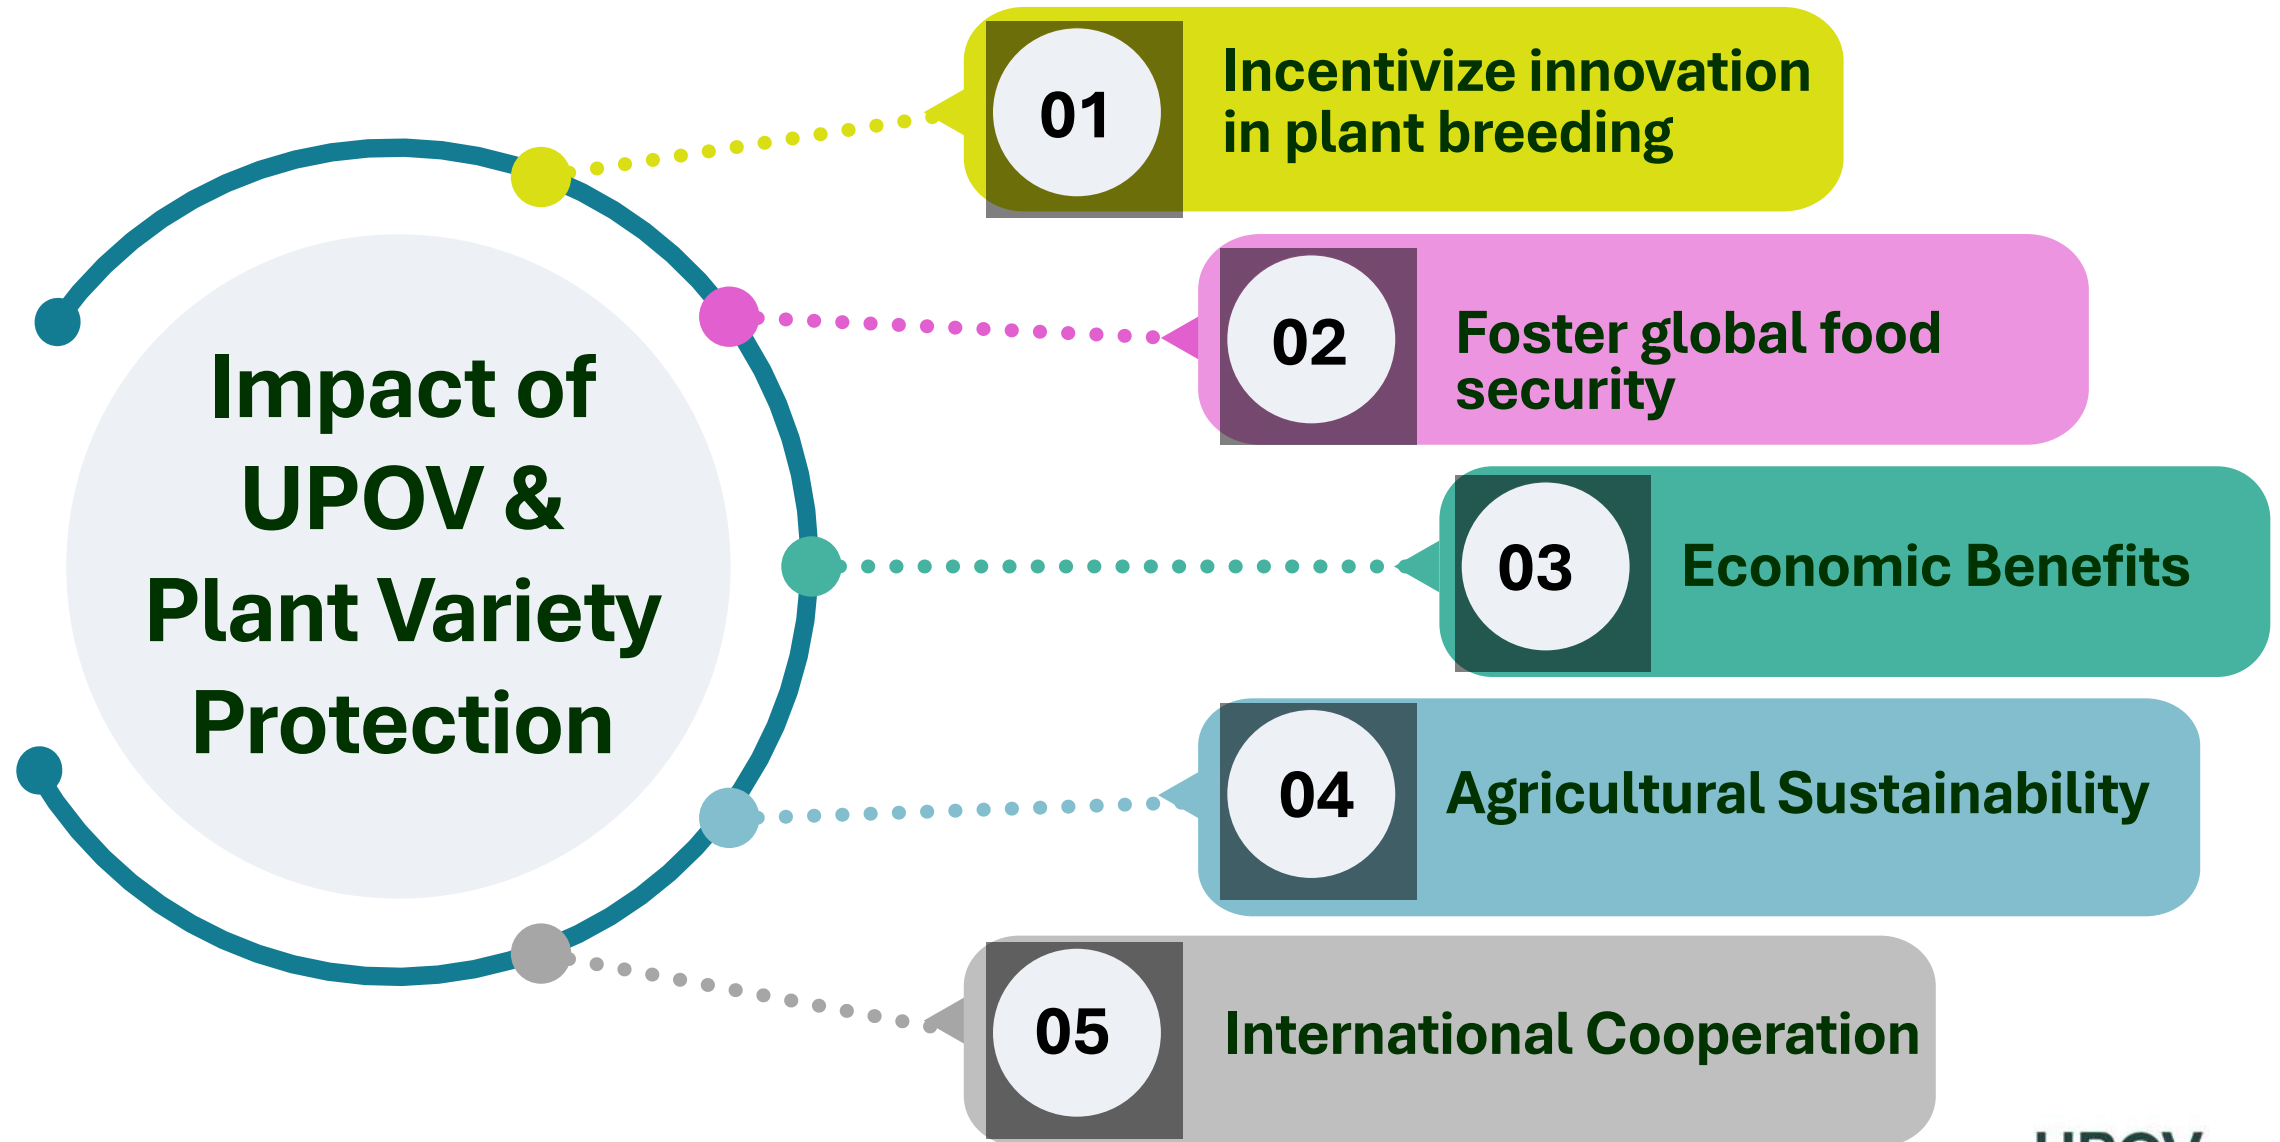 Impact of
UPOV &
Plant Variety
Protection
01
Incentivize innovation
in plant breeding
02
Foster global food
security
03
Economic Benefits
04
Agricultural Sustainability
05
International Cooperation
UPOV